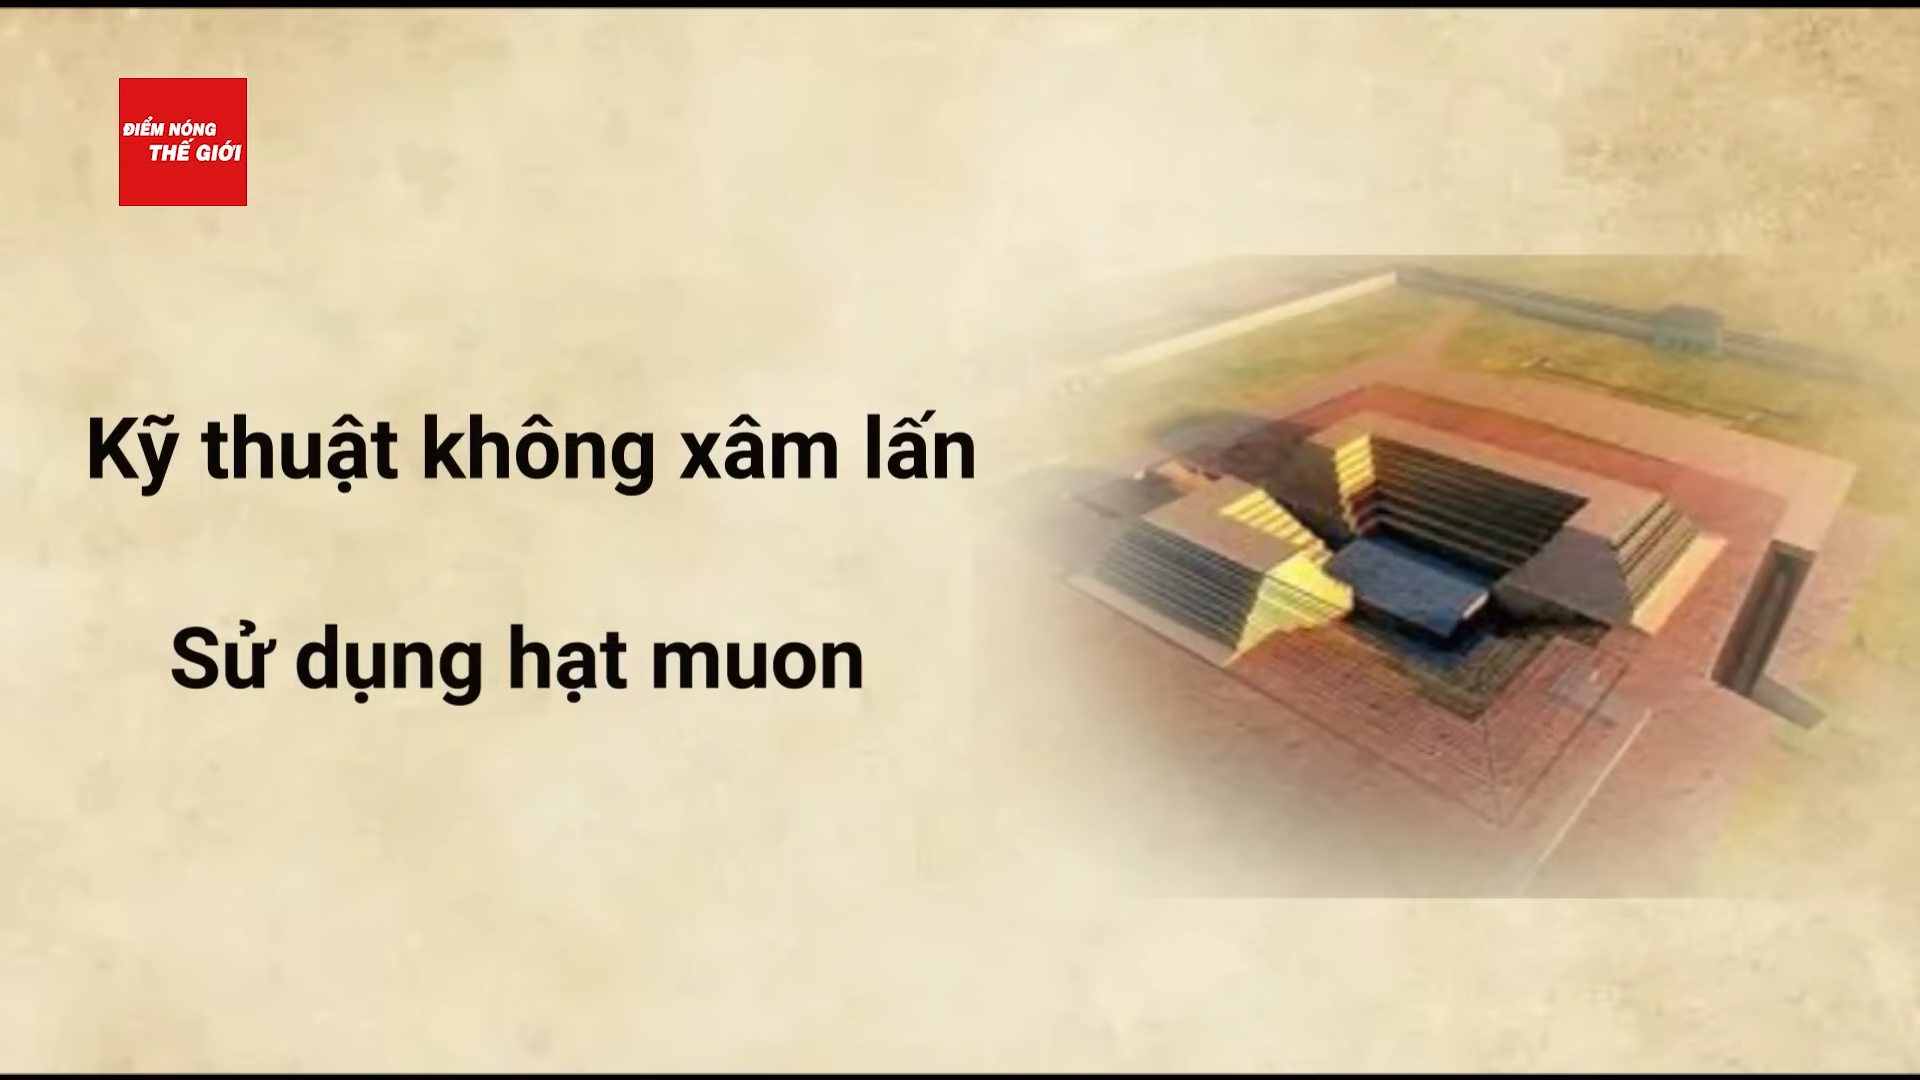 ĐIỂM NÓNG
THẾ GIỚI
Kỹ thuật không xâm lấn
Sử dụng hạt muon